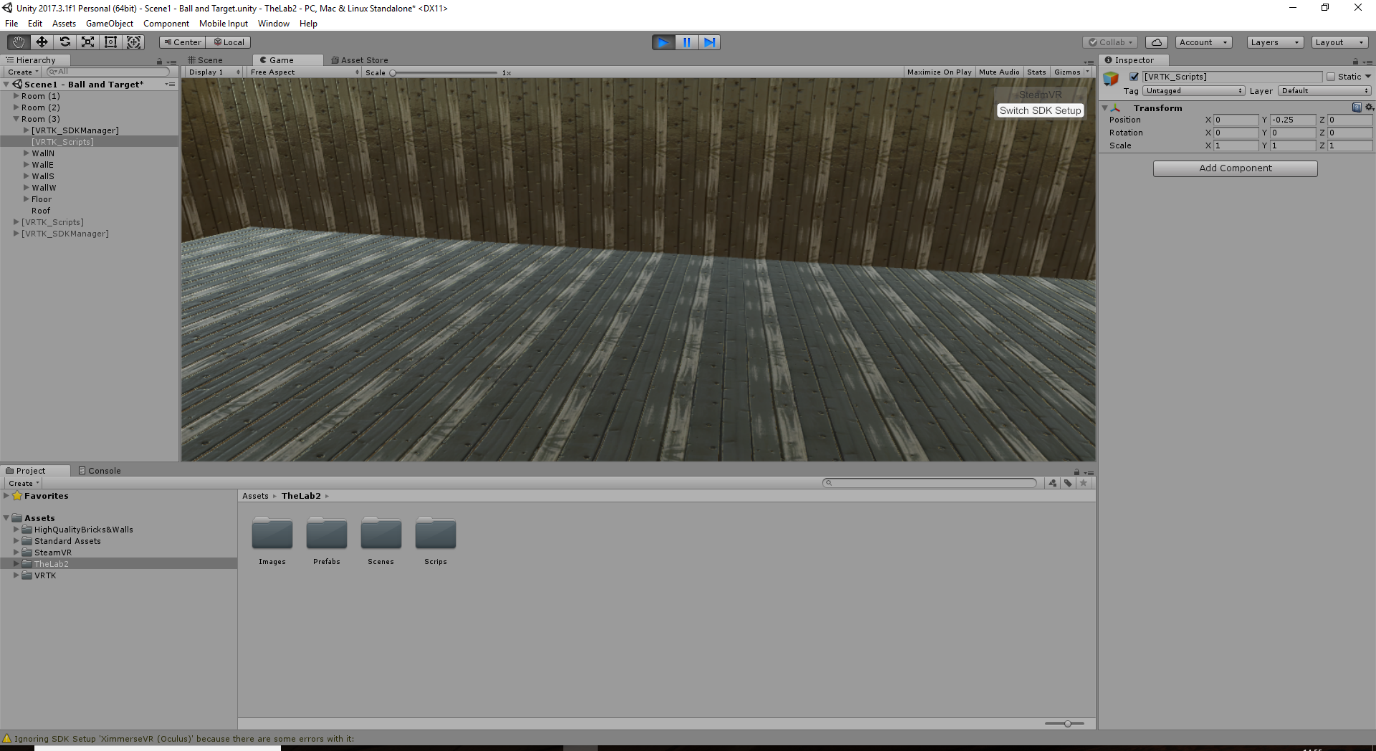 Unity 2017.3.1f1 Personal (64bit) - Scene1 - Ball and Target.unity - TheLab2 - PC, Mac & Linux Standalone* <DX11>
File Edit Assets GameObject Component Mobile Input Window Help
Center Local Collab Account Layers Layout
Hierarchy Scene Game Asset Store Inspector
Create All Display 1 Free Aspect Scale 1x Maximize On Play Mute Audio Stats Gizmos [VRTK_Scripts] Static
Scene1 - Ball and Target*
Tag Untagged Layer Default
Room (1)
SteamVR
Room (2)
Switch SDK Setup
Transform
Room (3)
Position X 0 Y -0.25 Z 0
[VRTK_SDKManager]
Rotation X 0 Y 0 Z 0
[VRTK_Scripts]
Scale X 1 Y 1 Z 1
WallN
WallE
Add Component
WallS
WallW
Floor
Roof
[VRTK_Scripts]
[VRTK_SDKManager]
Project Console
Create
Favorites
Assets TheLab2
Assets
HighQualityBricks&Walls
Standard Assets
SteamVR
TheLab2
VRTK
Images Prefabs Scenes Scrips
Ignoring SDK Setup 'XimmerseVR (Oculus)' because there are some errors with it: